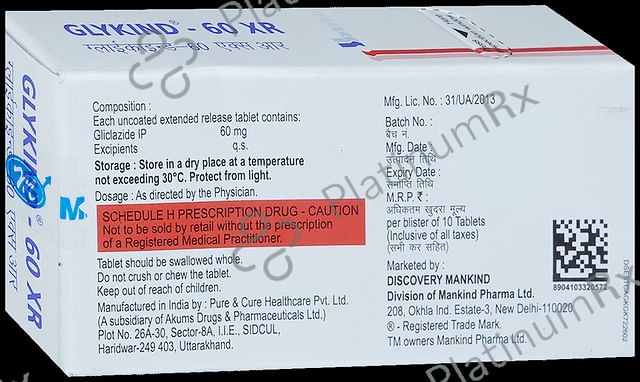 GLYKIND® - 60 XR
ग्लाईकाइन्ड - 60 एक्स आर
GLYKIND® - 60 XR
Composition :
Each uncoated extended release tablet contains:
Gliclazide IP 60 mg
Excipients q.s.
Storage : Store in a dry place at a temperature
not exceeding 30°C. Protect from light.
Dosage : As directed by the Physician.
SCHEDULE H PRESCRIPTION DRUG - CAUTION
Not to be sold by retail without the prescription
of a Registered Medical Practitioner.
Tablet should be swallowed whole.
Do not crush or chew the tablet.
Keep out of reach of children.
Manufactured in India by : Pure & Cure Healthcare Pvt. Ltd.
(A subsidiary of Akums Drugs & Pharmaceuticals Ltd.)
Plot No. 26A-30, Sector-8A, I.I.E., SIDCUL,
Haridwar-249 403, Uttarakhand.
Mfg. Lic. No. : 31/UA/2013
Batch No. :
बैच नं.
Mfg. Date :
उत्पादन तिथि
Expiry Date :
समाप्ति तिथि
M.R.P. ₹ :
अधिकतम खुदरा मूल्य
per blister of 10 Tablets
(Inclusive of all taxes)
(सभी कर सहित)
Marketed by :
DISCOVERY MANKIND
Division of Mankind Pharma Ltd.
208, Okhla Ind. Estate-3, New Delhi-110020
® - Registered Trade Mark.
TM owners Mankind Pharma Ltd.
8904103320572
PlatinumRx
PlatinumRx
PlatinumRx